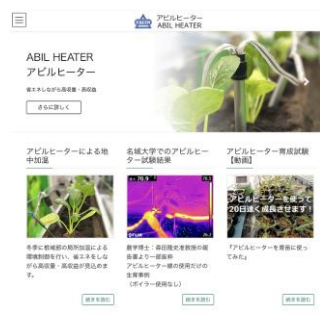 アビルヒーター
ABIL HEATER
ABIL HEATER
アビルヒーター
省エネしながら高収量・高収益
さらに詳しく
アビルヒーターによる地
中加温
冬季に根域部の局所加温による
環境制御を行い、省エネをしな
がら高収量・高収益が見込めま
す。
続きを読む
名城大学でのアビルヒー
ター試験結果
70.9
農学博士:森田隆史准教授の報
告書より一部抜粋
アビルヒーター線の使用だけの
生育事例
(ボイラー使用なし)
続きを読む
アビルヒーター育成試験
【動画】
アビルヒーターを使って
20日速く成長させます!
『アビルヒーターを苗床に使っ
てみた』
続きを読む